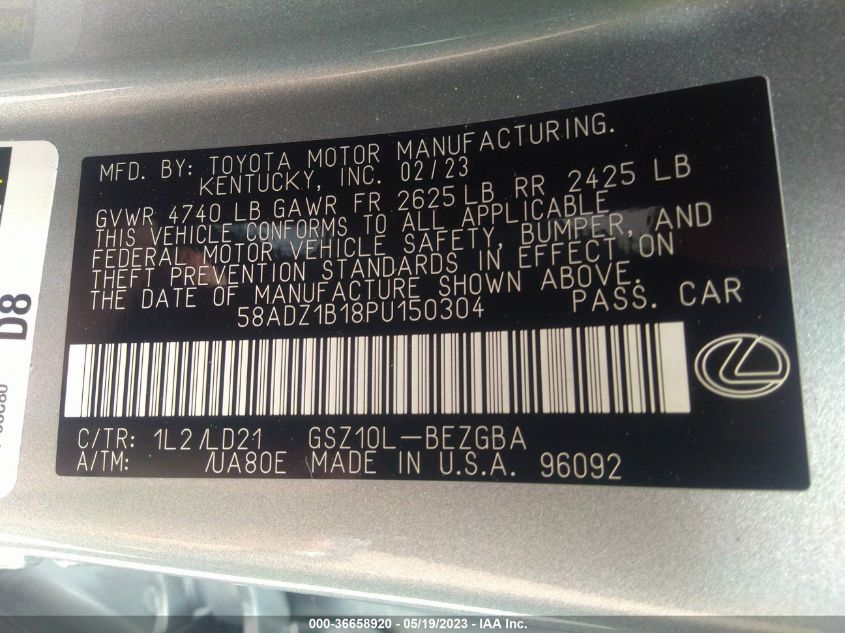 MFD. BY: TOYOTA MOTOR MANUFACTURING.
KENTUCKY, INC. 02/23
GVWR 4740 LB GAWR FR 2625 LB RR 2425 LB
THIS VEHICLE CONFORMS TO ALL APPLICABLE
FEDERAL MOTOR VEHICLE SAFETY, BUMPER, AND
THEFT PREVENTION STANDARDS IN EFFECT ON
THE DATE OF MANUFACTURE SHOWN ABOVE.
58ADZ1B18PU150304 PASS. CAR
C/TR: 1L2 /LD21 GSZ10L-BEZGBA
A/TM: /UA80E MADE IN U.S.A. 96092
D8
000-36658920 - 05/19/2023 - IAA Inc.